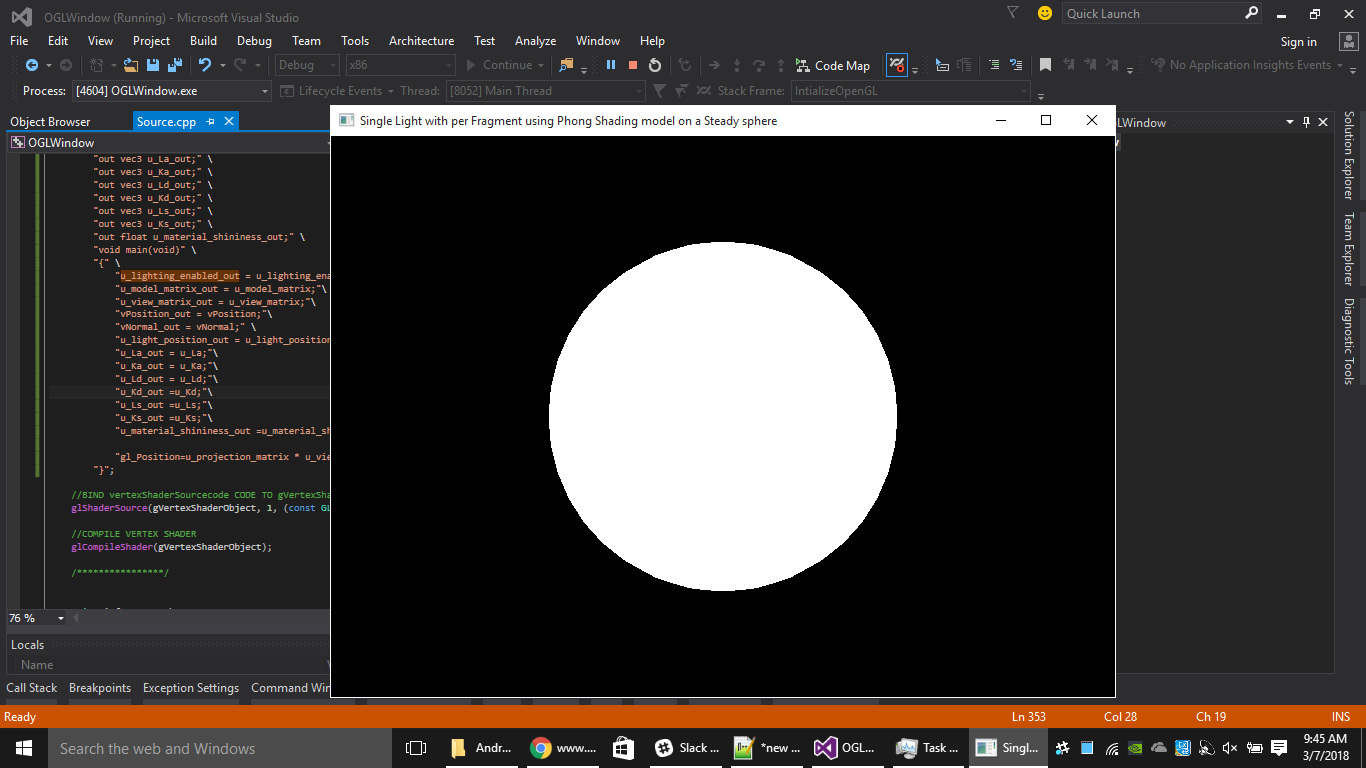 OGLWindow (Running) - Microsoft Visual Studio
Quick Launch
File Edit View Project Build Debug Team Tools Architecture Test Analyze Window Help
Sign in
Debug x86 Continue Code Map No Application Insights Events
Process: [4604] OGLWindow.exe Lifecycle Events Thread: [8052] Main Thread Stack Frame: IntializeOpenGL
Object Browser Source.cpp
OGLWindow
Single Light with per Fragment using Phong Shading model on a Steady sphere
"out vec3 u_La_out;" \
"out vec3 u_Ka_out;" \
"out vec3 u_Ld_out;" \
"out vec3 u_Kd_out;" \
"out vec3 u_Ls_out;" \
"out vec3 u_Ks_out;" \
"out float u_material_shininess_out;" \
"void main(void)" \
"{" \
"u_lighting_enabled_out = u_lighting_ena
"u_model_matrix_out = u_model_matrix;"\
"u_view_matrix_out = u_view_matrix;"\
"vPosition_out = vPosition;"\
"vNormal_out = vNormal;" \
"u_light_position_out = u_light_position
"u_La_out = u_La;"\
"u_Ka_out = u_Ka;"\
"u_Ld_out = u_Ld;"\
"u_Kd_out =u_Kd;"\
"u_Ls_out =u_Ls;"\
"u_Ks_out =u_Ks;"\
"u_material_shininess_out =u_material_sh
"gl_Position=u_projection_matrix * u_vie
"}";
//BIND vertexShaderSourcecode CODE TO gVertexSha
glShaderSource(gVertexShaderObject, 1, (const GL
//COMPILE VERTEX SHADER
glCompileShader(gVertexShaderObject);
/****************/
76 %
Locals
Name
Call Stack Breakpoints Exception Settings Command Win
LWindow
Solution Explorer
Team Explorer
Diagnostic Tools
Ready Ln 353 Col 28 Ch 19 INS
Search the web and Windows
Andr... www.... Slack ... *new ... OGL... Task ... Singl...
9:45 AM
3/7/2018